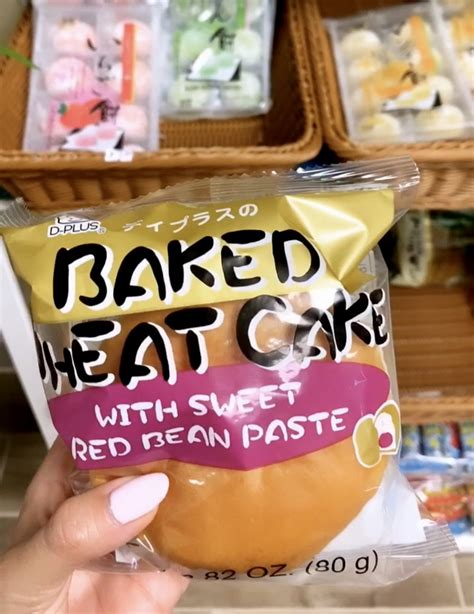 D-PLUS®
デイプラスの
BAKED
WHEAT CAKE
WITH SWEET
RED BEAN PASTE
.82 OZ. (80 g)